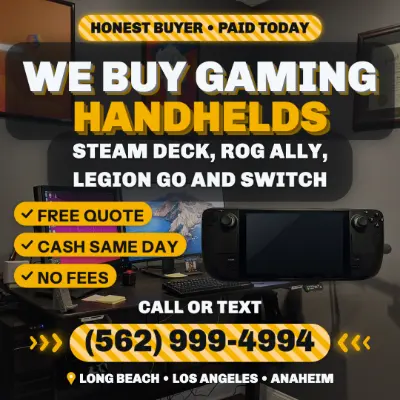 HONEST BUYER • PAID TODAY
WE BUY GAMING
HANDHELDS
STEAM DECK, ROG ALLY,
LEGION GO AND SWITCH
FREE QUOTE
CASH SAME DAY
NO FEES
CALL OR TEXT
(562) 999-4994
LONG BEACH • LOS ANGELES • ANAHEIM